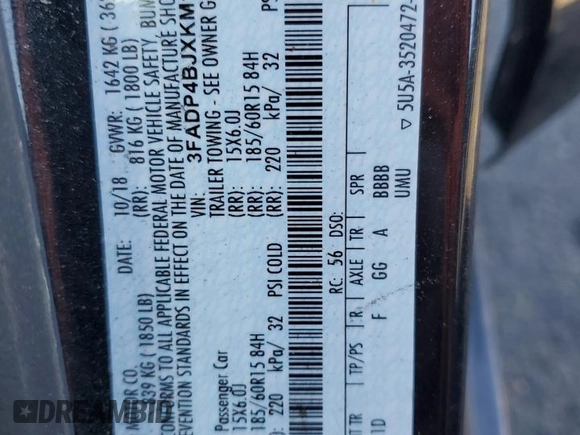 MOTOR CO.
DATE: 10/18 GVWR: 1642 KG
839 KG (1850 LB) (RR): 816 KG (1800 LB)
CONFORMS TO ALL APPLICABLE FEDERAL MOTOR VEHICLE SAFETY, BUM
PREVENTION STANDARDS IN EFFECT ON THE DATE OF MANUFACTURE SHOW
VIN: 3FADP4BJXKM
Passenger Car TRAILER TOWING - SEE OWNER G
15X6.0J (RR): 15X6.0J
185/60R15 84H (RR): 185/60R15 84H
220 kPa/ 32 PSI COLD (RR): 220 kPa/ 32 PS
RC: 56 DSO:
TR TP/PS R. AXLE TR SPR
F GG A BBBB
UMU
▽ 5U5A-3520472-
AUTOBIDMASTER